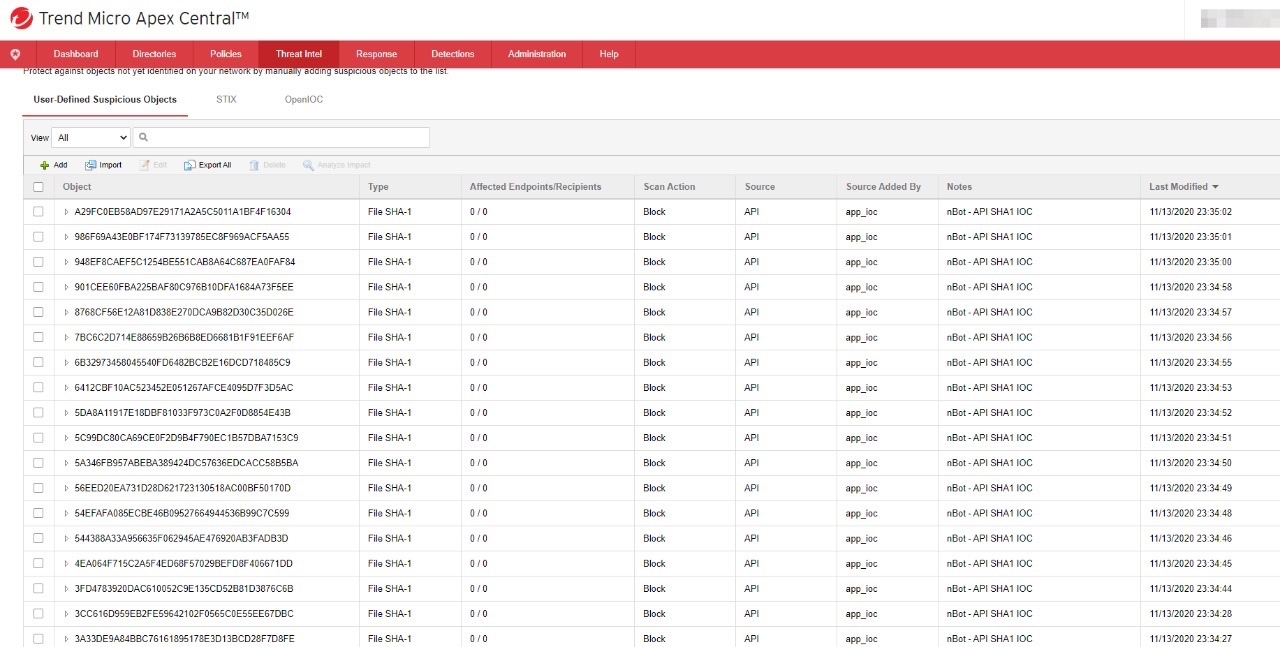 Trend Micro Apex Central™
Dashboard Directories Policies Threat Intel Response Detections Administration Help
Protect against objects not yet identified on your network by manually adding suspicious objects to the list.
User-Defined Suspicious Objects STIX OpenIOC
View All
Add Import Edit Export All Delete Analyze Impact
Object Type Affected Endpoints/Recipients Scan Action Source Source Added By Notes Last Modified
A29FC0EB58AD97E29171A2A5C5011A1BF4F16304 File SHA-1 0 / 0 Block API app_ioc nBot - API SHA1 IOC 11/13/2020 23:35:02
986F69A43E0BF174F73139785EC8F969ACF5AA55 File SHA-1 0 / 0 Block API app_ioc nBot - API SHA1 IOC 11/13/2020 23:35:01
948EF8CAEF5C1254BE551CAB8A64C687EA0FAF84 File SHA-1 0 / 0 Block API app_ioc nBot - API SHA1 IOC 11/13/2020 23:35:00
901CEE60FBA225BAF80C976B10DFA1684A73F5EE File SHA-1 0 / 0 Block API app_ioc nBot - API SHA1 IOC 11/13/2020 23:34:58
8768CF56E12A81D838E270DCA9B82D30C35D026E File SHA-1 0 / 0 Block API app_ioc nBot - API SHA1 IOC 11/13/2020 23:34:57
7BC6C2D714E88659B26B6B8ED6681B1F91EEF6AF File SHA-1 0 / 0 Block API app_ioc nBot - API SHA1 IOC 11/13/2020 23:34:56
6B32973458045540FD6482BCB2E16DCD718485C9 File SHA-1 0 / 0 Block API app_ioc nBot - API SHA1 IOC 11/13/2020 23:34:55
6412CBF10AC523452E051267AFCE4095D7F3D5AC File SHA-1 0 / 0 Block API app_ioc nBot - API SHA1 IOC 11/13/2020 23:34:53
5DA8A11917E18DBF81033F973C0A2F0D8854E43B File SHA-1 0 / 0 Block API app_ioc nBot - API SHA1 IOC 11/13/2020 23:34:52
5C99DC80CA69CE0F2D9B4F790EC1B57DBA7153C9 File SHA-1 0 / 0 Block API app_ioc nBot - API SHA1 IOC 11/13/2020 23:34:51
5A346FB957ABEBA389424DC57636EDCACC58B5BA File SHA-1 0 / 0 Block API app_ioc nBot - API SHA1 IOC 11/13/2020 23:34:50
56EED20EA731D28D621723130518AC00BF50170D File SHA-1 0 / 0 Block API app_ioc nBot - API SHA1 IOC 11/13/2020 23:34:49
54EFAFA085ECBE46B09527664944536B99C7C599 File SHA-1 0 / 0 Block API app_ioc nBot - API SHA1 IOC 11/13/2020 23:34:48
544388A33A956635F062945AE476920AB3FADB3D File SHA-1 0 / 0 Block API app_ioc nBot - API SHA1 IOC 11/13/2020 23:34:46
4EA064F715C2A5F4ED68F57029BEFD8F406671DD File SHA-1 0 / 0 Block API app_ioc nBot - API SHA1 IOC 11/13/2020 23:34:45
3FD4783920DAC610052C9E135CD52B81D3876C6B File SHA-1 0 / 0 Block API app_ioc nBot - API SHA1 IOC 11/13/2020 23:34:44
3CC616D959EB2FE59642102F0565C0E55EE67DBC File SHA-1 0 / 0 Block API app_ioc nBot - API SHA1 IOC 11/13/2020 23:34:28
3A33DE9A84BBC76161895178E3D13BCD28F7D8FE File SHA-1 0 / 0 Block API app_ioc nBot - API SHA1 IOC 11/13/2020 23:34:27